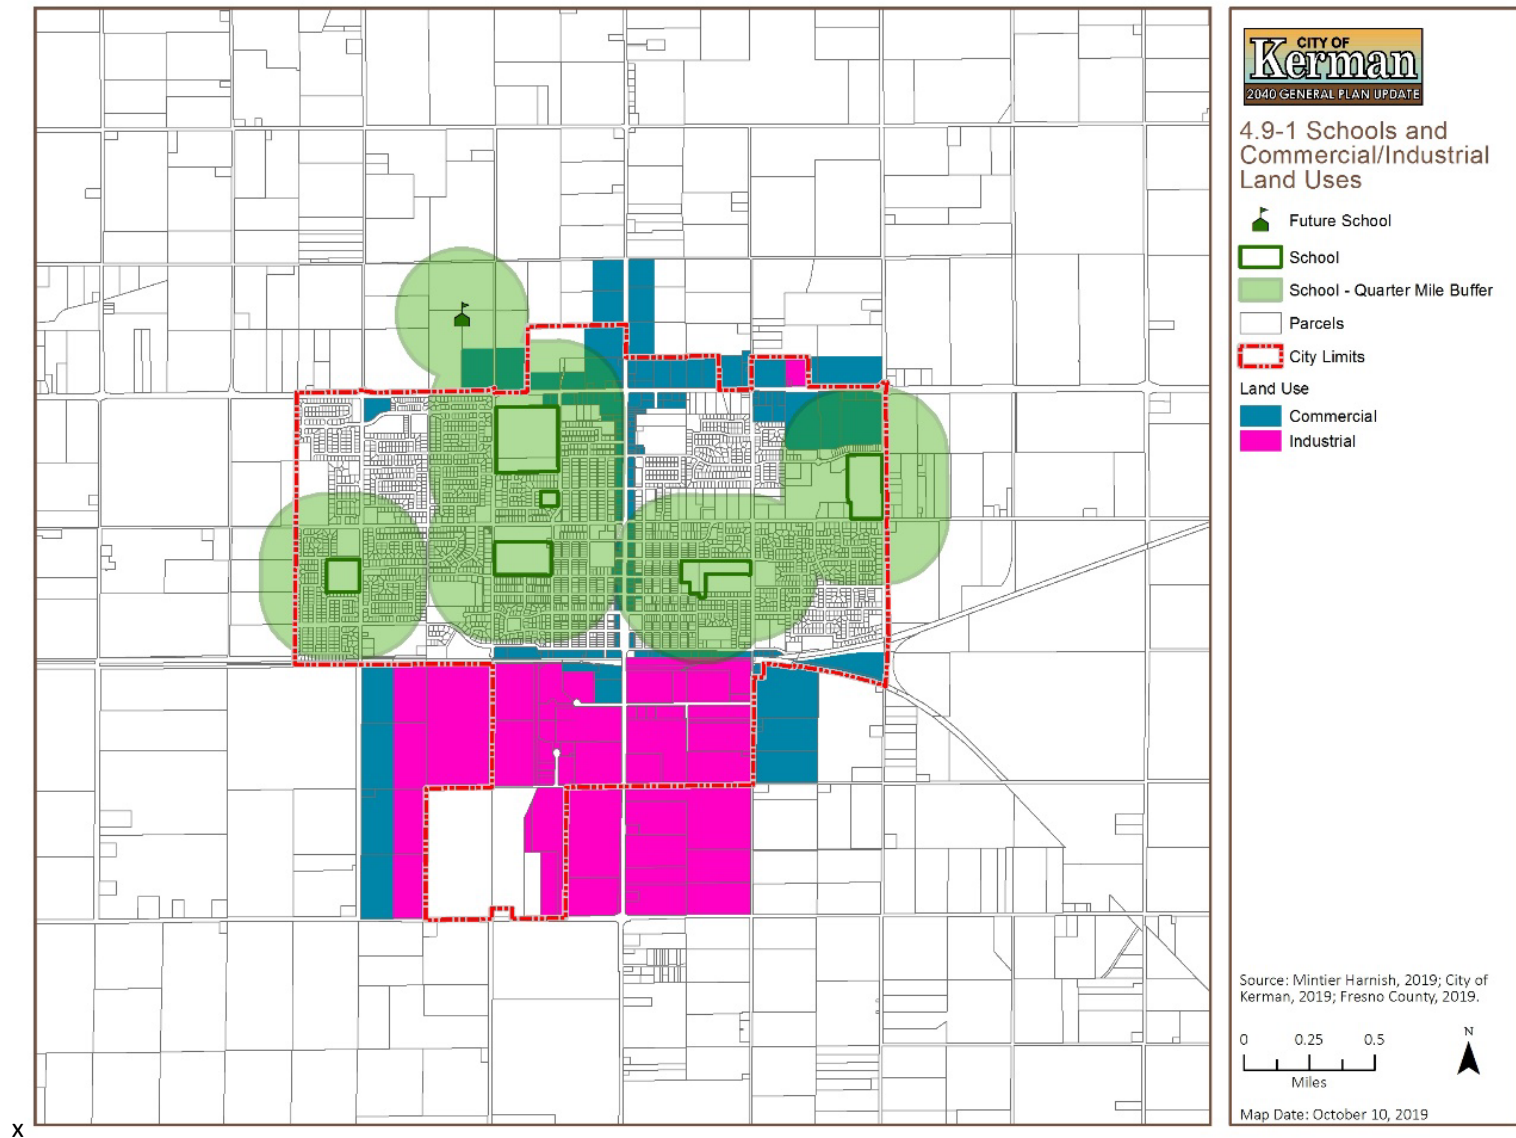 CITY OF
Kerman
2040 GENERAL PLAN UPDATE
4.9-1 Schools and
Commercial/Industrial
Land Uses
Future School
School
School - Quarter Mile Buffer
Parcels
City Limits
Land Use
Commercial
Industrial
Source: Mintier Harnish, 2019; City of
Kerman, 2019; Fresno County, 2019.
0 0.25 0.5
Miles
N
Map Date: October 10, 2019
x